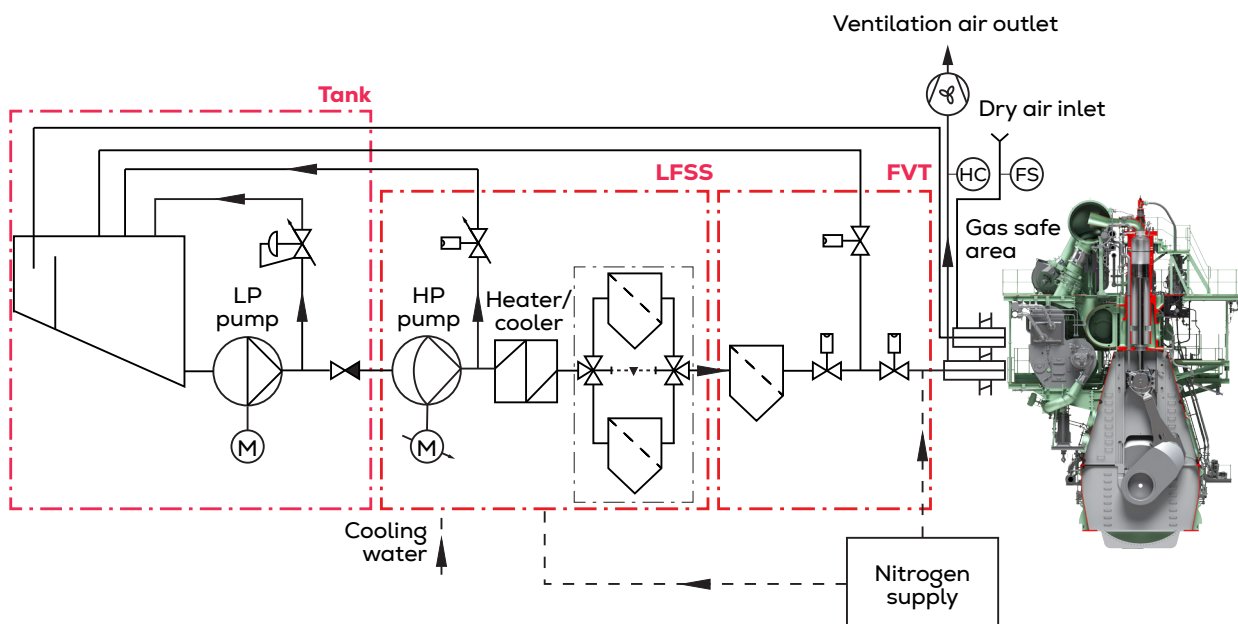 Ventilation air outlet
Tank
Dry air inlet
LFSS
FVT
HC
FS
Gas safe
area
LP
pump
HP
pump
Heater/
cooler
M
M
Cooling
water
Nitrogen
supply